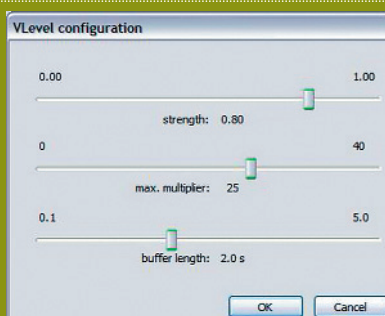 VLevel configuration
0.00 1.00
strength: 0.80
0 40
max. multiplier: 25
0.1 5.0
buffer length: 2.0 s
OK Cancel